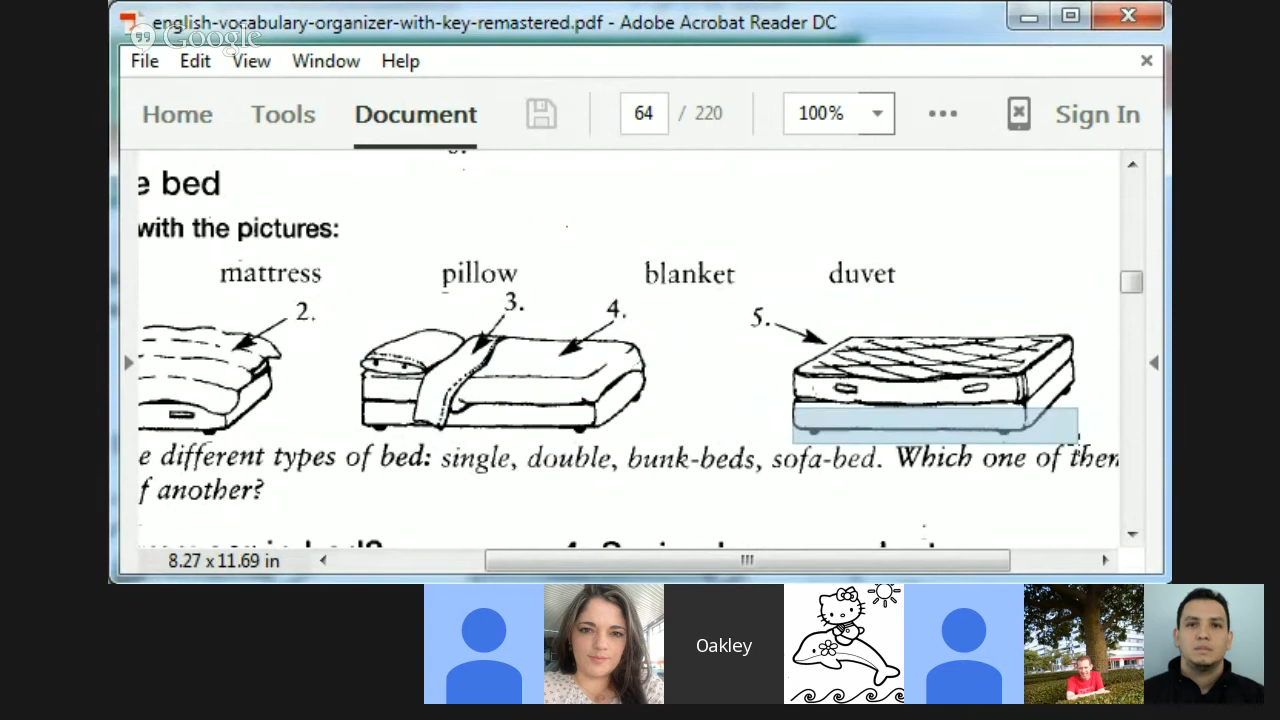 english-vocabulary-organizer-with-key-remastered.pdf - Adobe Acrobat Reader DC
Google
File Edit View Window Help
Home Tools Document 64 / 220 100% Sign In
e bed
with the pictures:
mattress pillow blanket duvet
2. 3. 4. 5.
e different types of bed: single, double, bunk-beds, sofa-bed. Which one of then
f another?
8.27 x 11.69 in
Oakley